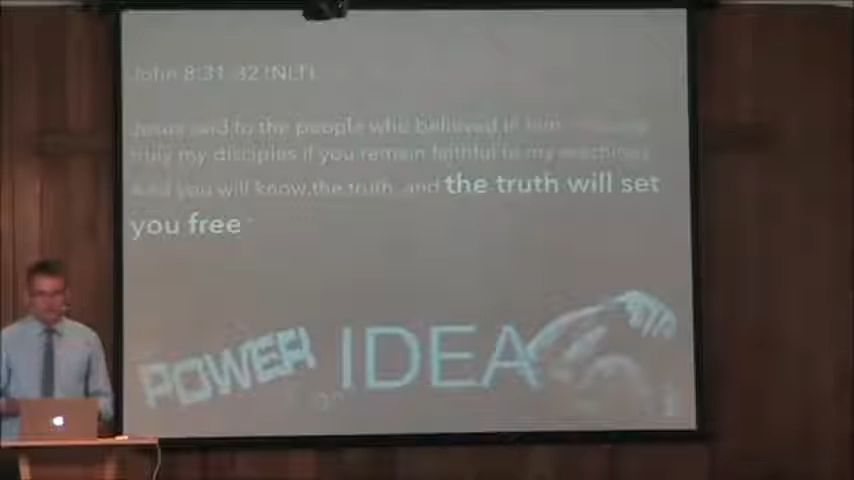 John 8:31-32 (NLT)
Jesus said to the people who believed in him
truly my disciples if you remain faithful to my teachings
And you will know the truth, and the truth will set
you free
POWER IDEA